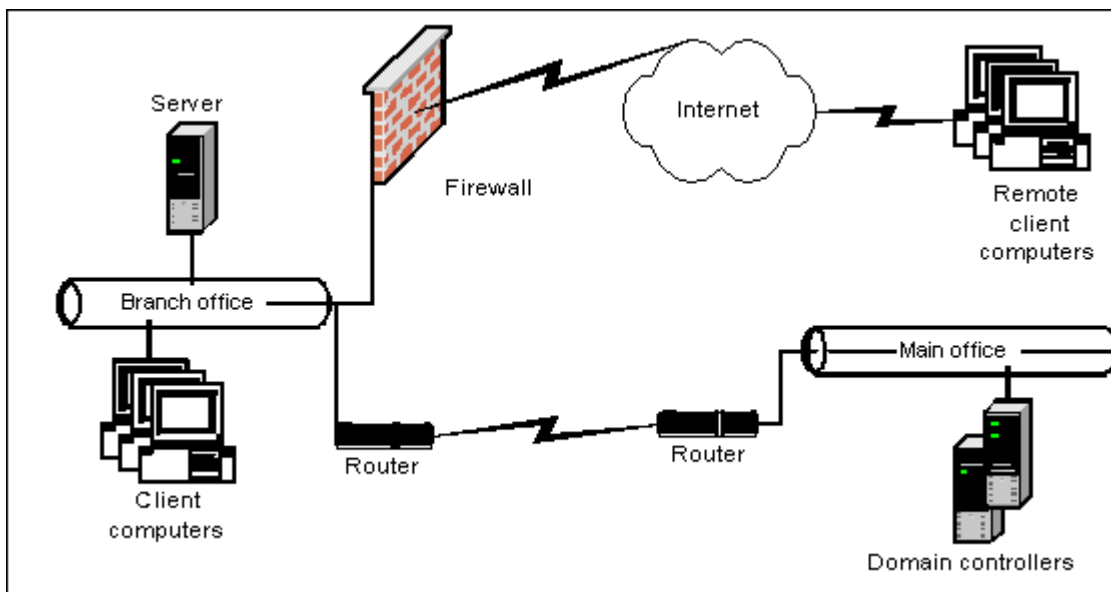 Server
Internet
Firewall
Remote
client
computers
Branch office
Main office
Router
Router
Client
computers
Domain controllers